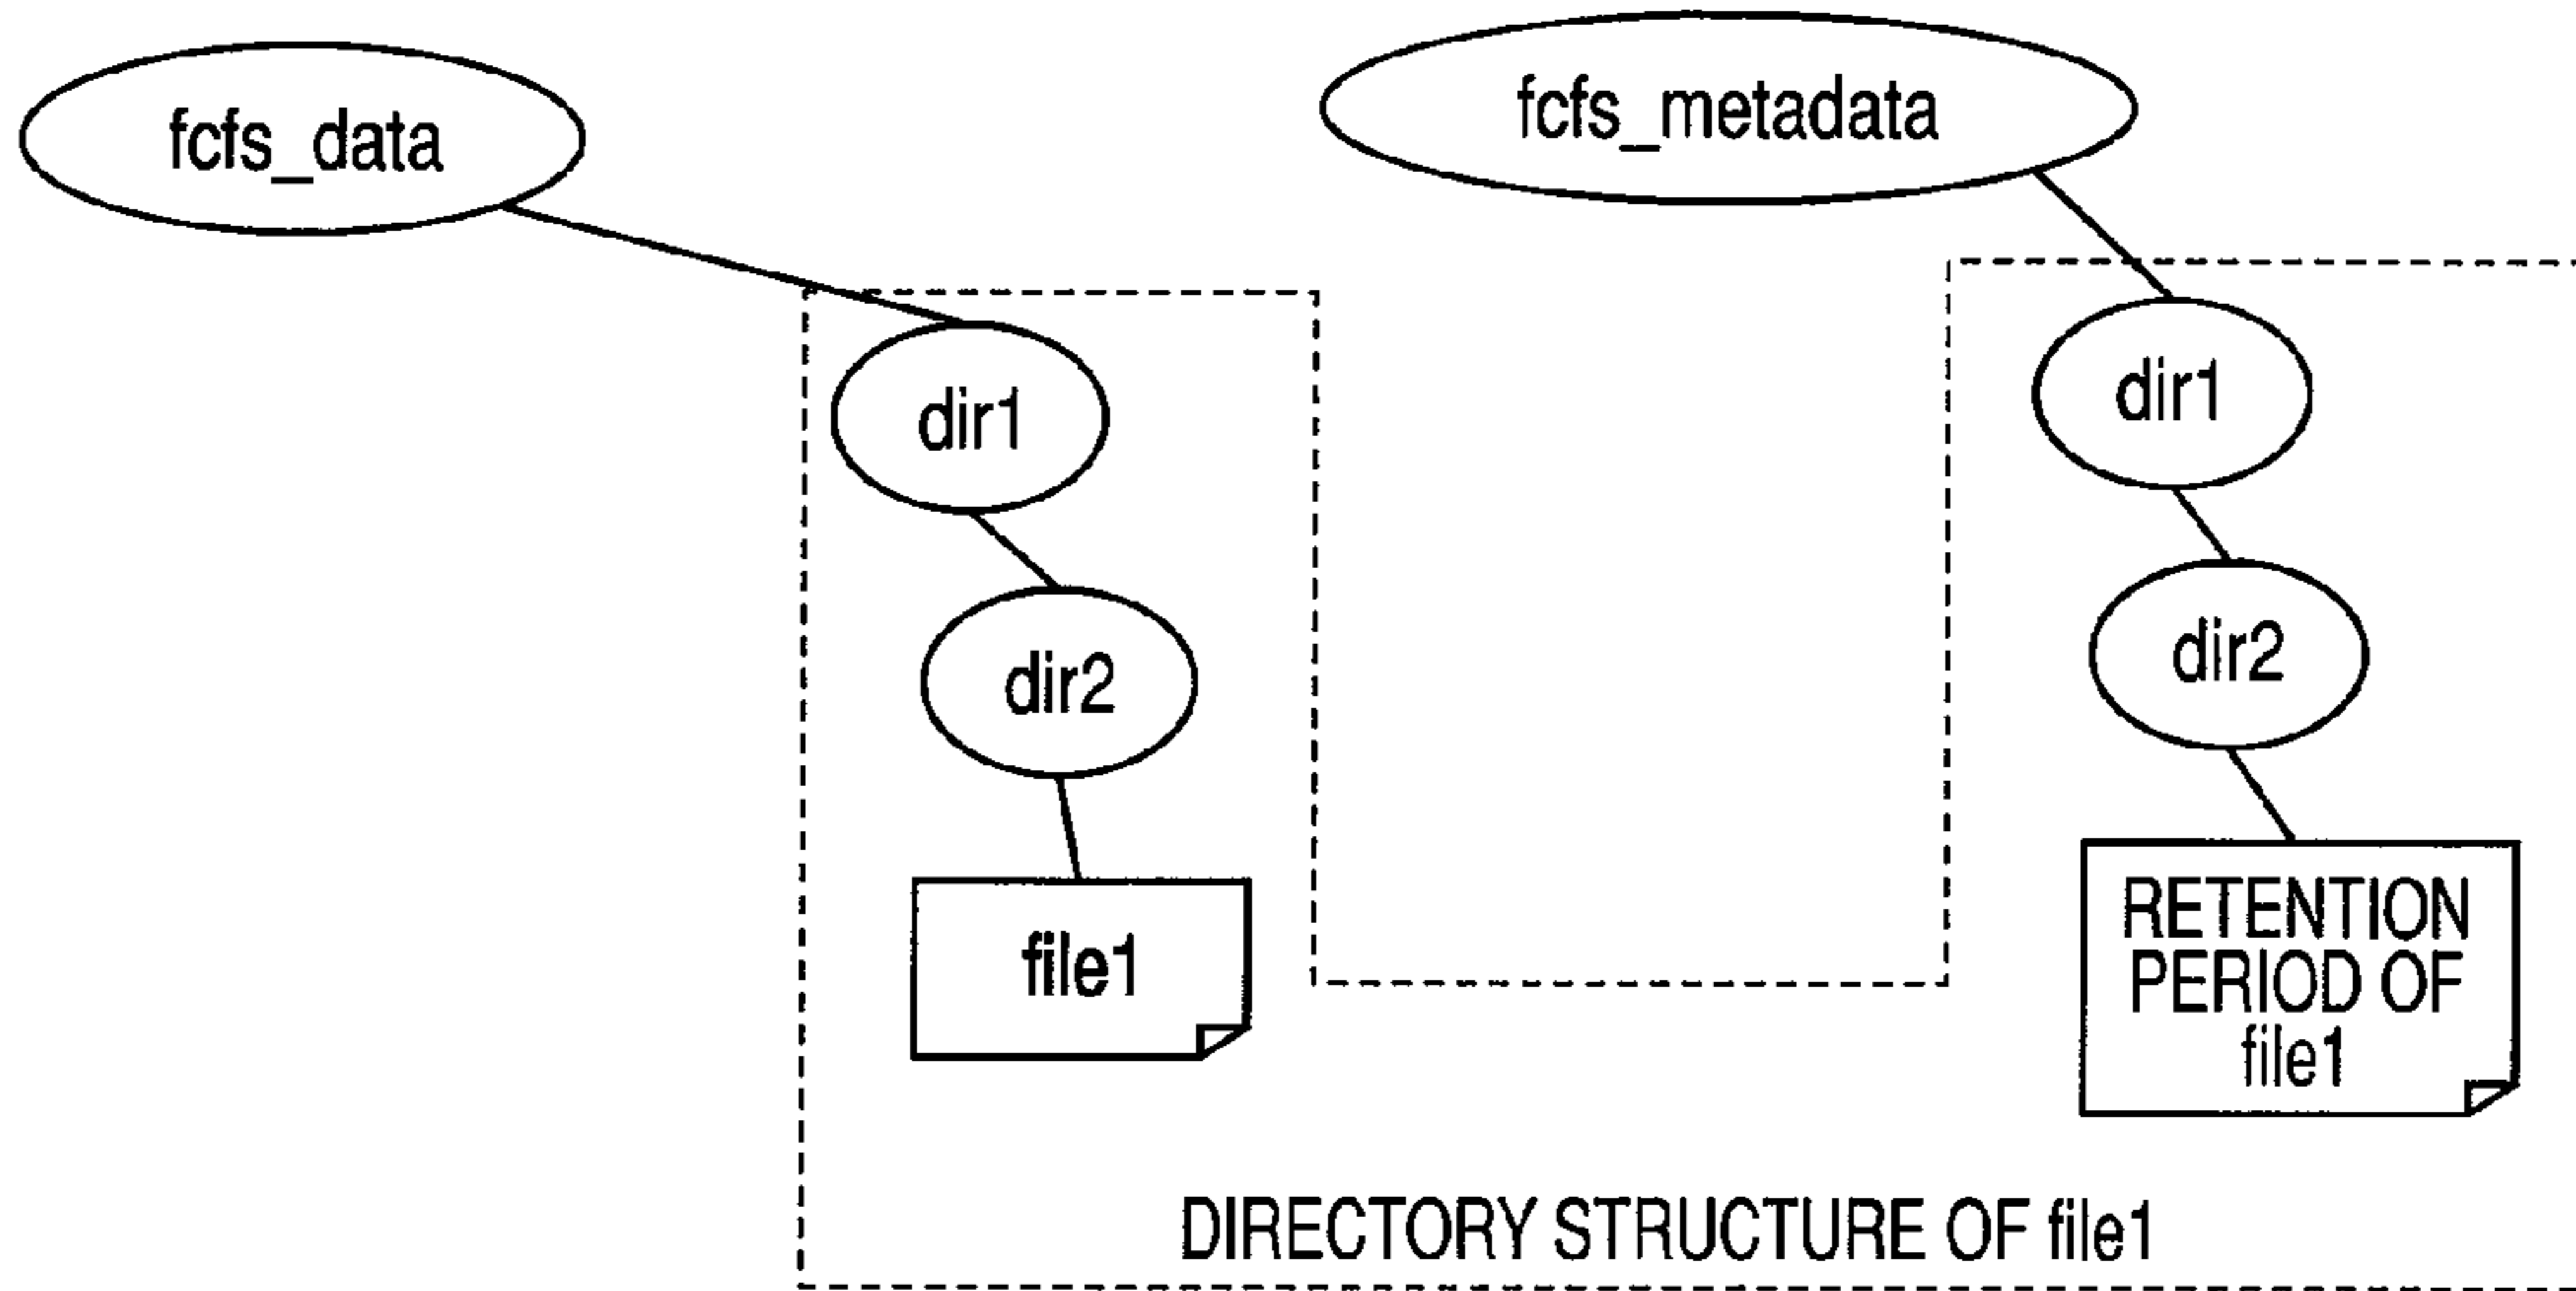 fcfs_data
fcfs_metadata
dir1
dir1
dir2
dir2
file1
RETENTION
PERIOD OF
file1
DIRECTORY STRUCTURE OF file1